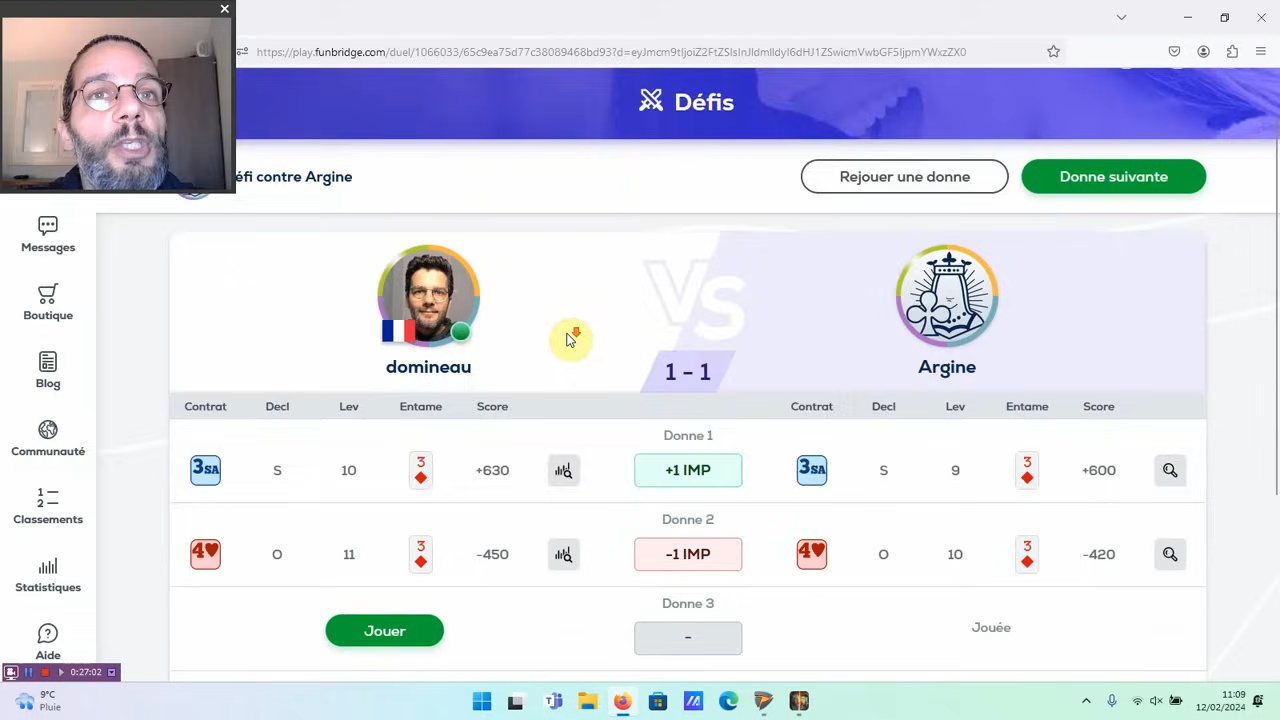 https://play.funbridge.com/duel/1066033/65c9ea75d77c38089468bd93?d=eyJmcm9tIjoiZ2FtZSIsInJldmlldyI6dHJ1ZSwicmVwbGF5IjpmYWxzZX0
Défis
éfi contre Argine
Rejouer une donne
Donne suivante
Messages
Boutique
Blog
Communauté
1
2
Classements
Statistiques
?
Aide
VS
domineau
1 - 1
Argine
Contrat Decl Lev Entame Score Contrat Decl Lev Entame Score
Donne 1
3SA S 10 3♦ +630 +1 IMP 3SA S 9 3♦ +600
Donne 2
4♥ O 11 3♦ -450 -1 IMP 4♥ O 10 3♦ -420
Donne 3
Jouer - Jouée
0:27:02
9°C
Pluie
11:09
12/02/2024